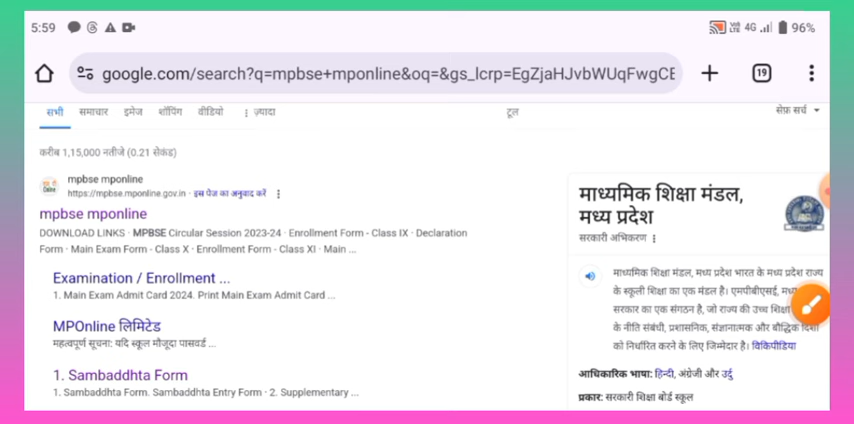 5:59
4G 96%
google.com/search?q=mpbse+mponline&oq=&gs_lcrp=EgZjaHJvbWUqFwgCE
19
सभी समाचार इमेज शॉपिंग वीडियो ज़्यादा टूल सेफ़ सर्च
करीब 1,15,000 नतीजे (0.21 सेकंड)
mpbse mponline
https://mpbse.mponline.gov.in · इस पेज का अनुवाद करें
mpbse mponline
DOWNLOAD LINKS · MPBSE Circular Session 2023-24 · Enrollment Form - Class IX · Declaration
Form · Main Exam Form - Class X · Enrollment Form - Class XI · Main ...
Examination / Enrollment ...
1. Main Exam Admit Card 2024. Print Main Exam Admit Card ...
MPOnline लिमिटेड
महत्वपूर्ण सूचना: यदि स्कूल मौजूदा पासवर्ड ...
1. Sambaddhta Form
1. Sambaddhta Form. Sambaddhta Entry Form · 2. Supplementary ...
माध्यमिक शिक्षा मंडल,
मध्य प्रदेश
सरकारी अभिकरण
माध्यमिक शिक्षा मंडल, मध्य प्रदेश भारत के मध्य प्रदेश राज्य
के स्कूली शिक्षा का एक मंडल है। एमपीबीएसई, मध्य
सरकार का एक संगठन है, जो राज्य की उच्च शिक्षा
के नीति संबंधी, प्रशासनिक, संज्ञानात्मक और बौद्धिक दिशा
को निर्धारित करने के लिए जिम्मेदार है। विकिपीडिया
आधिकारिक भाषा: हिन्दी, अंग्रेजी और उर्दु
प्रकार: सरकारी शिक्षा बोर्ड स्कूल